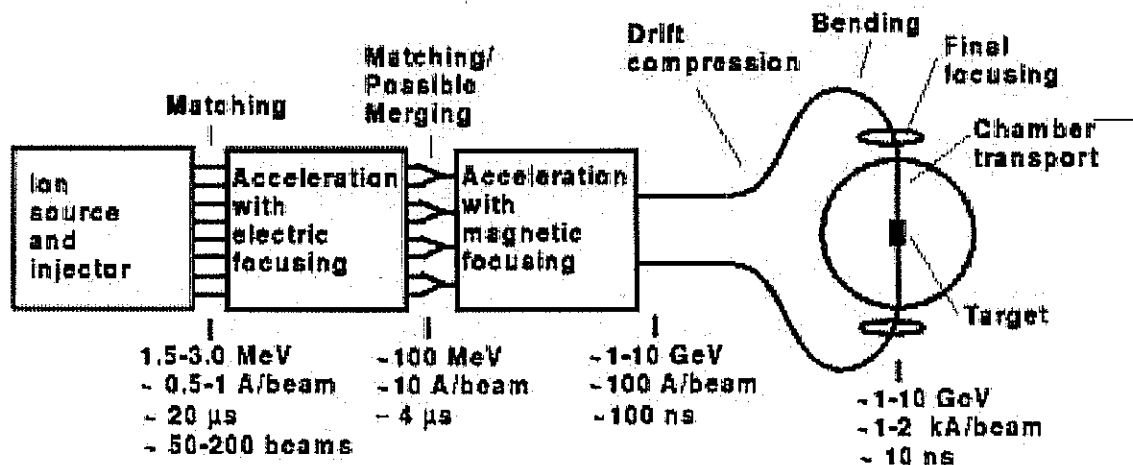 Matching
Matching/
Possible
Merging
Drift
compression
Bending
Final
focusing
Chamber
transport
Ion
source
and
injector
Acceleration
with
electric
focusing
Acceleration
with
magnetic
focusing
Target
1.5-3.0 MeV
~ 0.5-1 A/beam
~ 20 µs
~ 50-200 beams
~100 MeV
~10 A/beam
~ 4 µs
~1-10 GeV
~100 A/beam
~100 ns
~1-10 GeV
~1-2 kA/beam
~ 10 ns